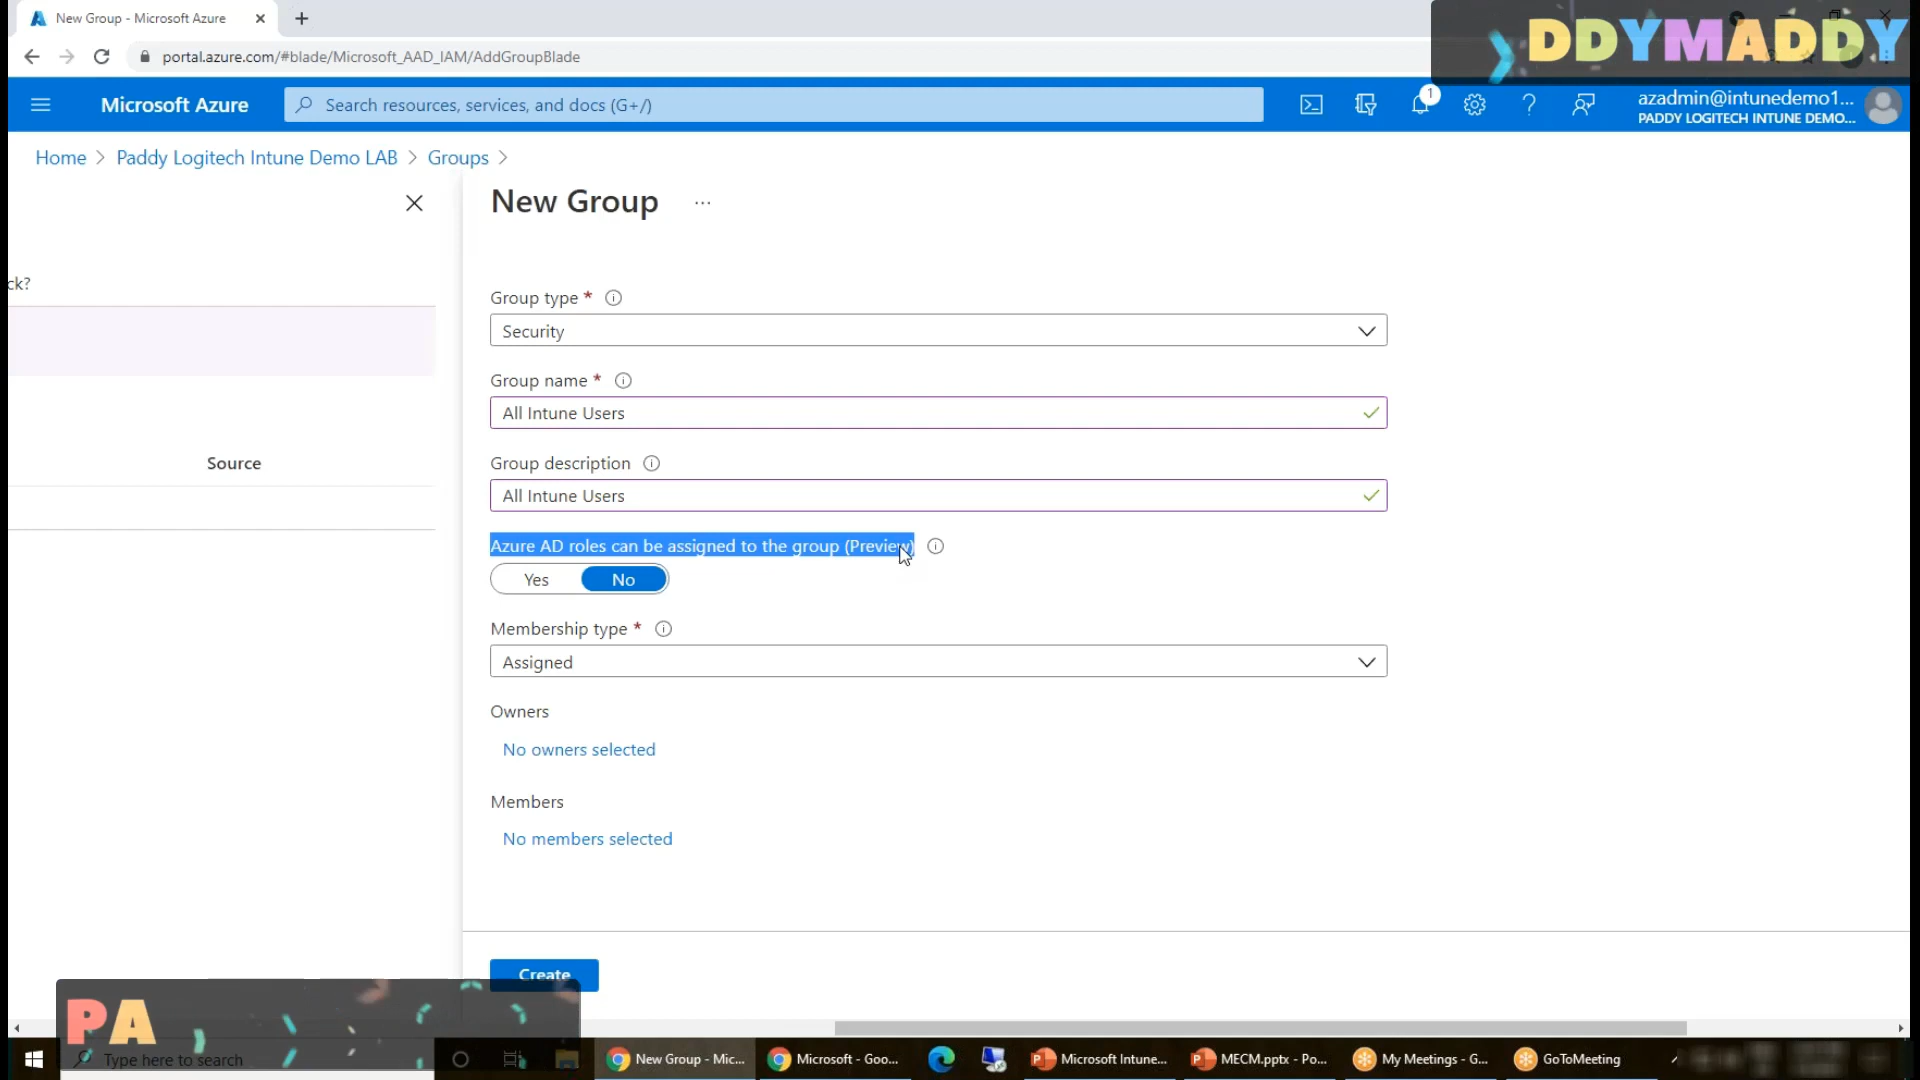 New Group - Microsoft Azure
portal.azure.com/#blade/Microsoft_AAD_IAM/AddGroupBlade
DDYMADDY
Microsoft Azure
Search resources, services, and docs (G+/)
1
azadmin@intunedemo1...
PADDY LOGITECH INTUNE DEMO...
Home > Paddy Logitech Intune Demo LAB > Groups >
New Group ...
ck?
Source
Group type *
Security
Group name *
All Intune Users
Group description
All Intune Users
Azure AD roles can be assigned to the group (Preview)
Yes No
Membership type *
Assigned
Owners
No owners selected
Members
No members selected
Create
PA
Type here to search
New Group - Mic...
Microsoft - Goo...
Microsoft Intune...
MECM.pptx - Po...
My Meetings - G...
GoToMeeting